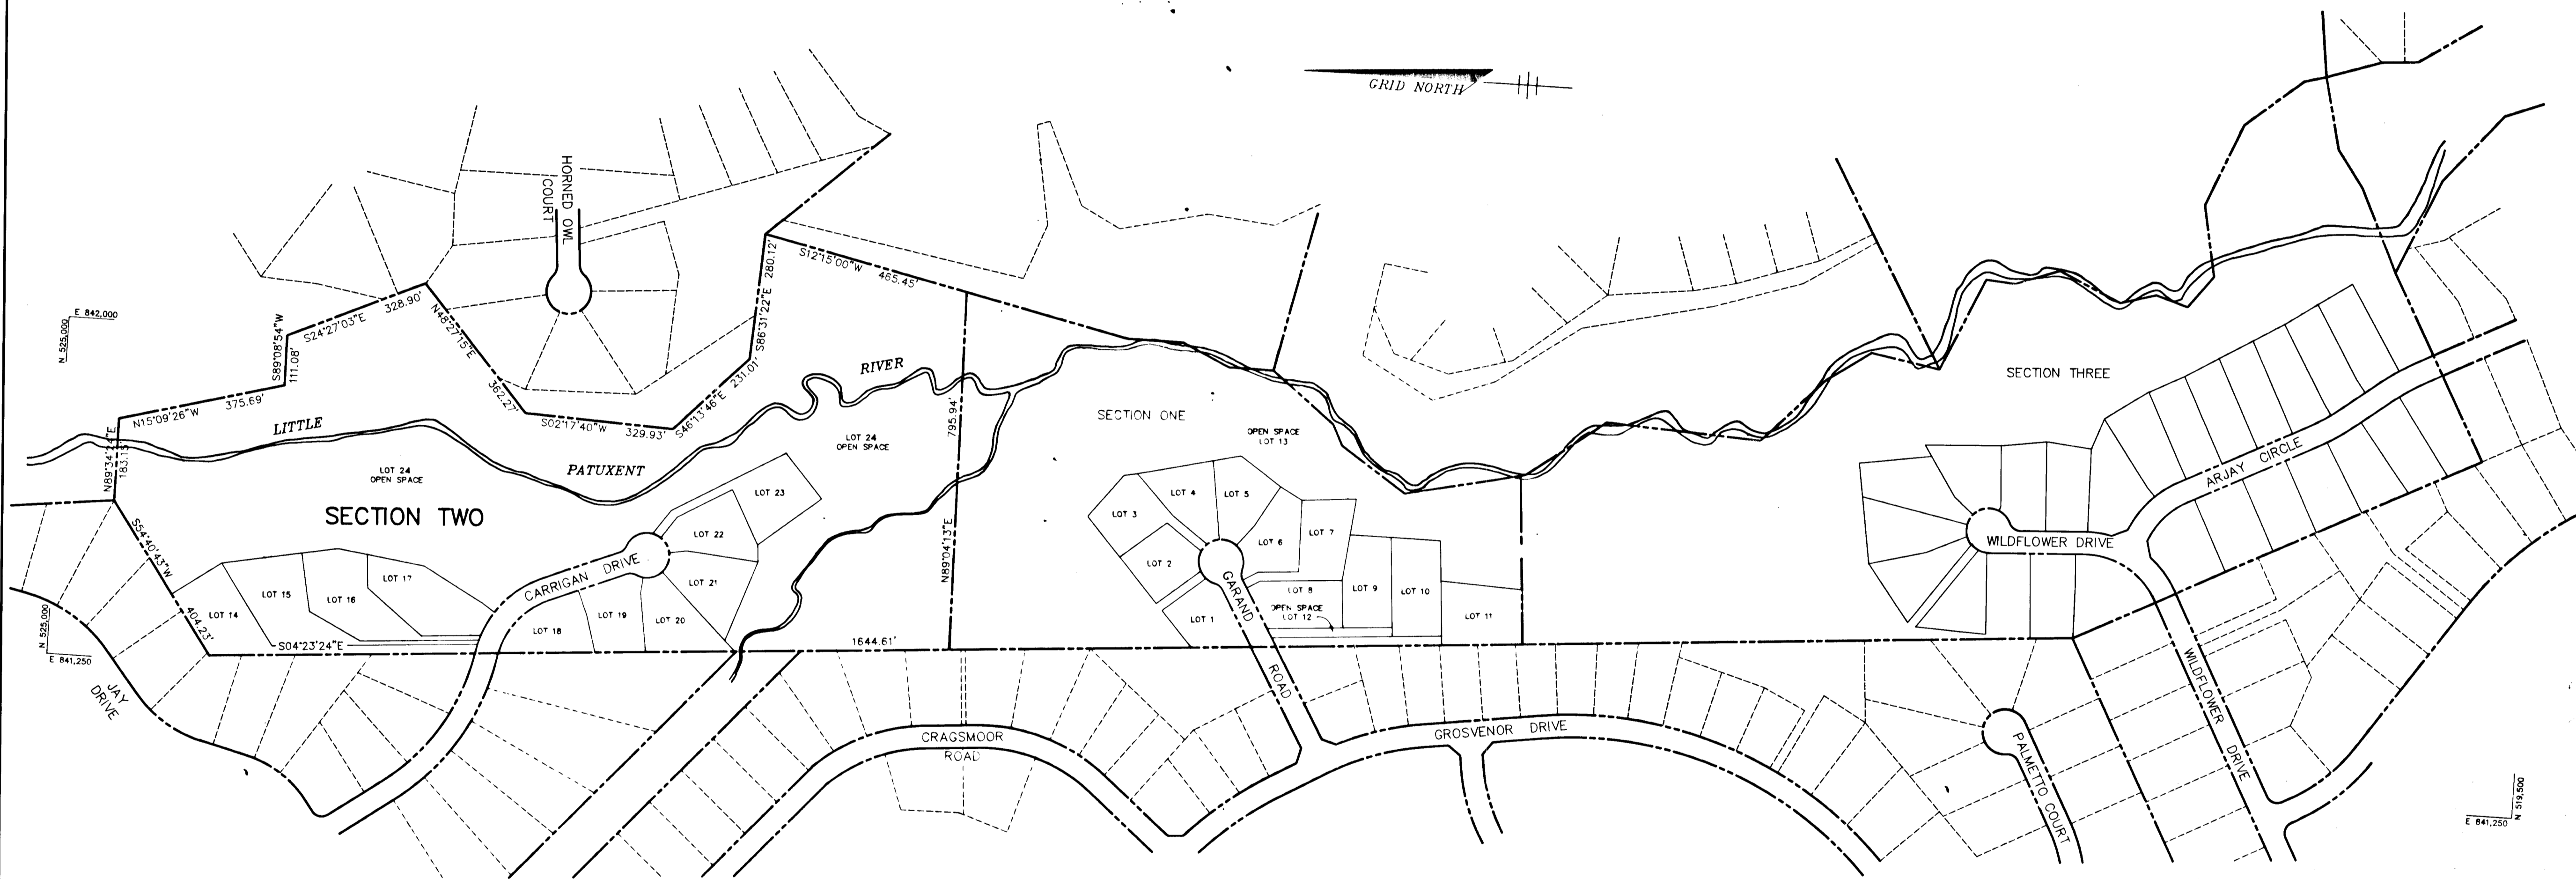 GRID NORTH
HORNED OWL
COURT
E 842,000
N 525,000
S89°08'54"W
111.08'
S24°27'03"E 328.90'
N48°27'15"E
362.27'
S86°31'22"E 280.12'
S12°15'00"W 465.45'
N15°09'26"W 375.69'
N89°34'24"E
183.15'
S02°17'40"W 329.93'
S46°13'46"E 231.01'
LITTLE
PATUXENT
RIVER
LOT 24
OPEN SPACE
LOT 24
OPEN SPACE
SECTION TWO
795.94'
N89°04'13"E
SECTION ONE
OPEN SPACE
LOT 13
SECTION THREE
S54°40'43"W
404.23'
LOT 14
LOT 15
LOT 16
LOT 17
CARRIGAN DRIVE
LOT 18
LOT 19
LOT 20
LOT 21
LOT 22
LOT 23
S04°23'24"E
1644.61'
LOT 1
LOT 2
LOT 3
LOT 4
LOT 5
LOT 6
LOT 7
LOT 8
OPEN SPACE
LOT 12
LOT 9
LOT 10
LOT 11
GARAND
ROAD
WILDFLOWER DRIVE
ARJAY CIRCLE
N 525,000
E 841,250
JAY
DRIVE
CRAGSMOOR
ROAD
GROSVENOR DRIVE
PALMETTO COURT
WILDFLOWER
DRIVE
E 841,250
N 519,500